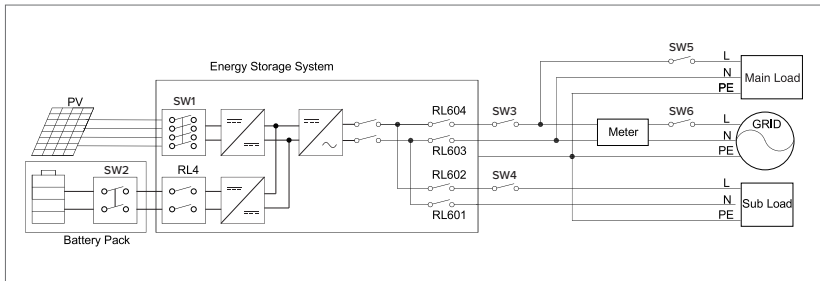 SW5
L
Energy Storage System
N
Main Load
PE
PV
SW1
RL604
SW3
SW6
L
GRID
Meter
N
RL603
PE
SW2
RL4
RL602
SW4
L
N
Sub Load
RL601
PE
Battery Pack